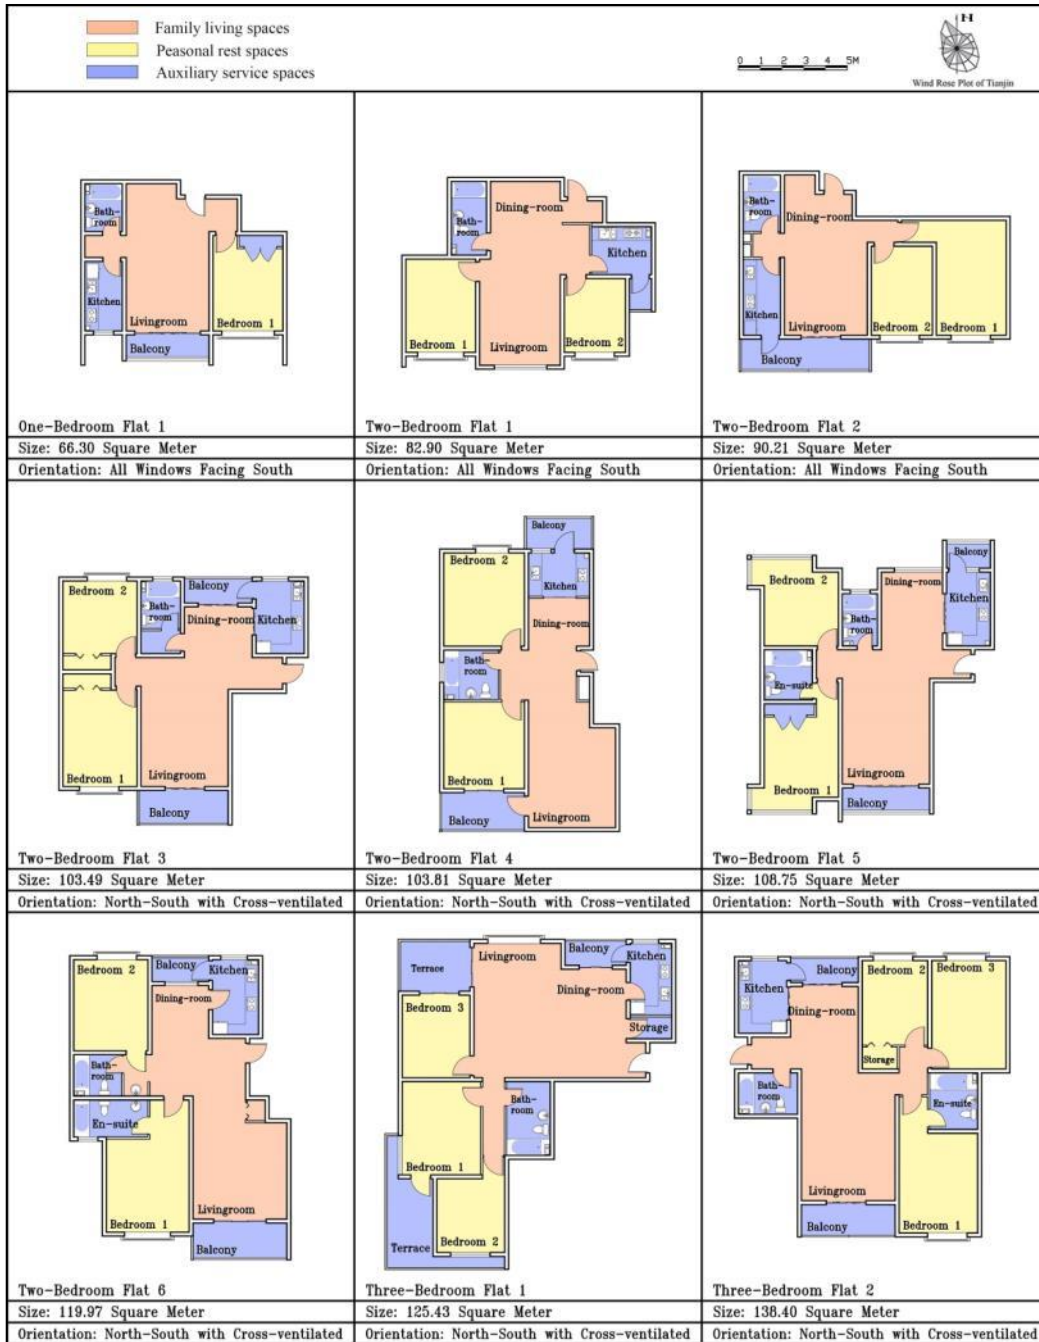 Family living spaces
Peasonal rest spaces
Auxiliary service spaces
0 1 2 3 4 5M
N
Wind Rose Plot of Tianjin
Bath-
room
Kitchen
Livingroom
Bedroom 1
Balcony
One-Bedroom Flat 1
Size: 66.30 Square Meter
Orientation: All Windows Facing South
Dining-room
Bath-
room
Kitchen
Bedroom 1
Livingroom
Bedroom 2
Two-Bedroom Flat 1
Size: 82.90 Square Meter
Orientation: All Windows Facing South
Bath-
room
Dining-room
Kitchen
Livingroom
Bedroom 2
Bedroom 1
Balcony
Two-Bedroom Flat 2
Size: 90.21 Square Meter
Orientation: All Windows Facing South
Bedroom 2
Balcony
Bath-
room
Dining-room
Kitchen
Bedroom 1
Livingroom
Balcony
Two-Bedroom Flat 3
Size: 103.49 Square Meter
Orientation: North-South with Cross-ventilated
Balcony
Bedroom 2
Kitchen
Dining-room
Bath-
room
Bedroom 1
Balcony
Livingroom
Two-Bedroom Flat 4
Size: 103.81 Square Meter
Orientation: North-South with Cross-ventilated
Balcony
Bedroom 2
Dining-room
Kitchen
Bath-
room
En-suite
Livingroom
Bedroom 1
Balcony
Two-Bedroom Flat 5
Size: 108.75 Square Meter
Orientation: North-South with Cross-ventilated
Bedroom 2
Balcony
Kitchen
Dining-room
Bath-
room
En-suite
Livingroom
Bedroom 1
Balcony
Two-Bedroom Flat 6
Size: 119.97 Square Meter
Orientation: North-South with Cross-ventilated
Terrace
Livingroom
Balcony
Kitchen
Dining-room
Bedroom 3
Storage
Bath-
room
Bedroom 1
Bedroom 2
Terrace
Three-Bedroom Flat 1
Size: 125.43 Square Meter
Orientation: North-South with Cross-ventilated
Kitchen
Balcony
Bedroom 2
Bedroom 3
Dining-room
Storage
Bath-
room
En-suite
Livingroom
Balcony
Bedroom 1
Three-Bedroom Flat 2
Size: 138.40 Square Meter
Orientation: North-South with Cross-ventilated